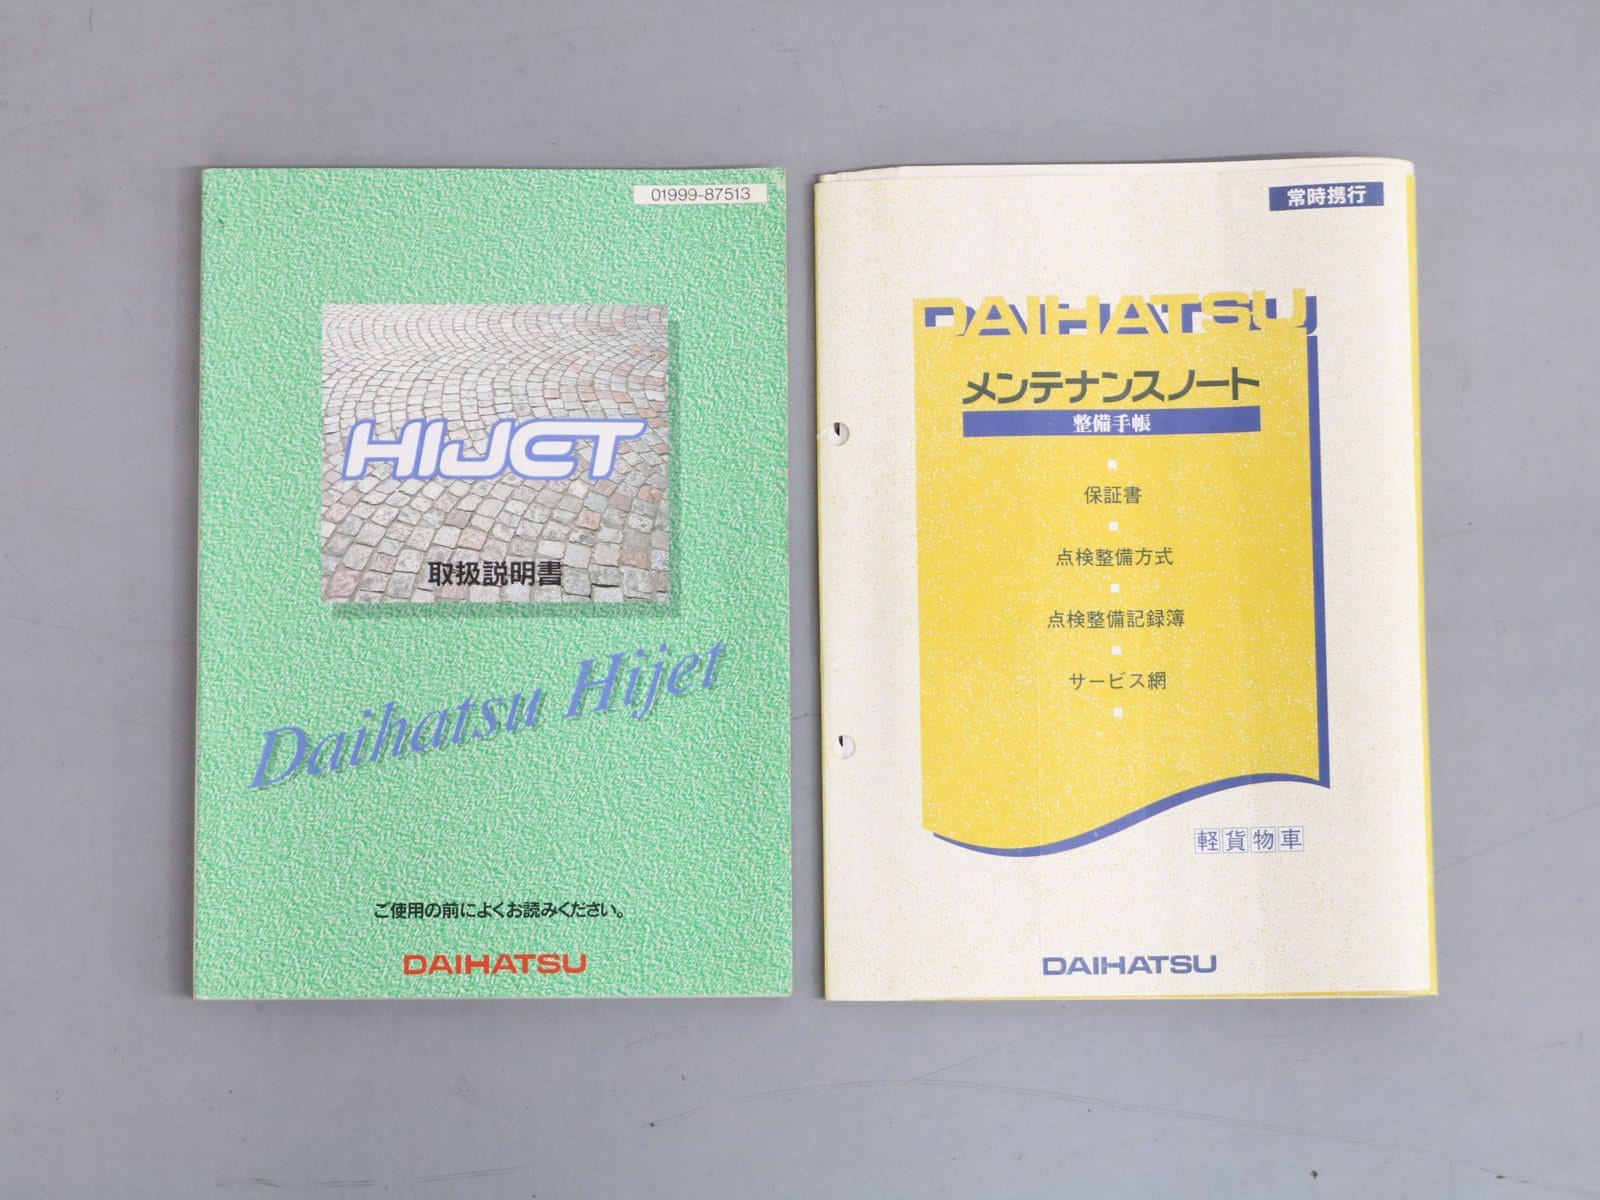 01999-87513
HIJET
取扱説明書
Daihatsu Hijet
ご使用の前によくお読みください。
DAIHATSU
常時携行
DAIHATSU
メンテナンスノート
整備手帳
保証書
点検整備方式
点検整備記録簿
サービス網
軽貨物車
DAIHATSU